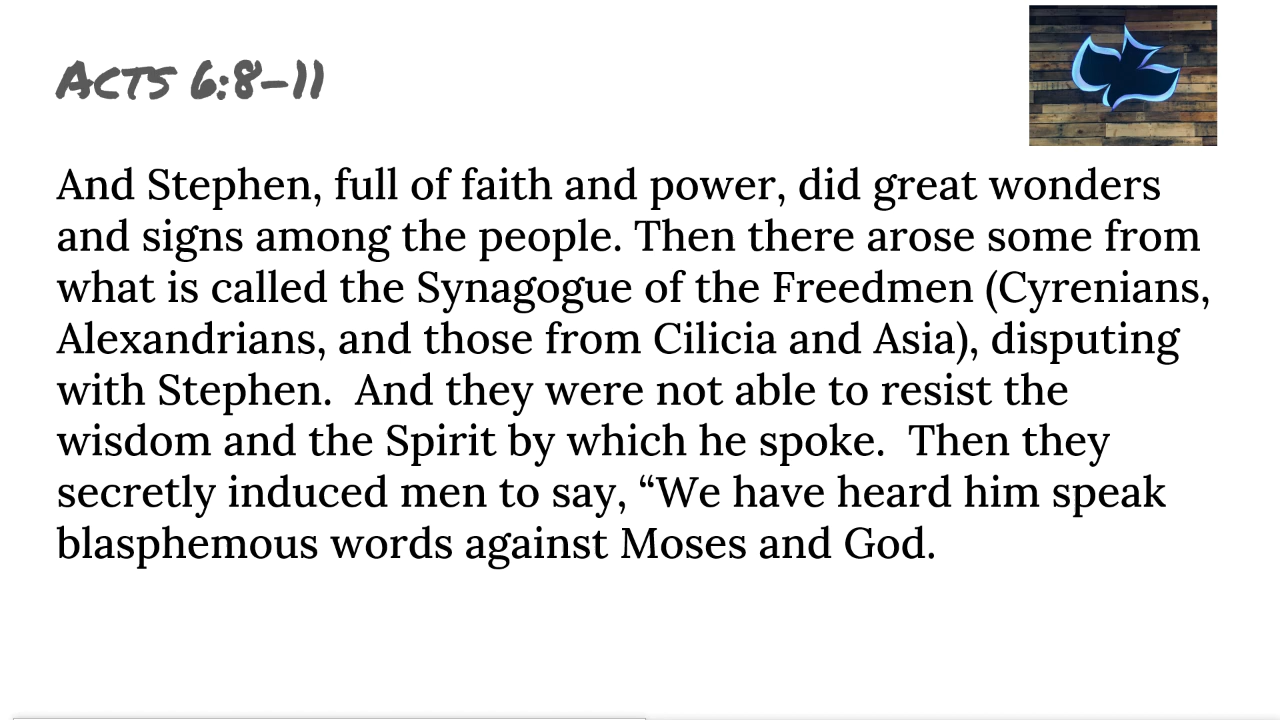 Acts 6:8-11
And Stephen, full of faith and power, did great wonders
and signs among the people. Then there arose some from
what is called the Synagogue of the Freedmen (Cyrenians,
Alexandrians, and those from Cilicia and Asia), disputing
with Stephen.  And they were not able to resist the
wisdom and the Spirit by which he spoke.  Then they
secretly induced men to say, “We have heard him speak
blasphemous words against Moses and God.